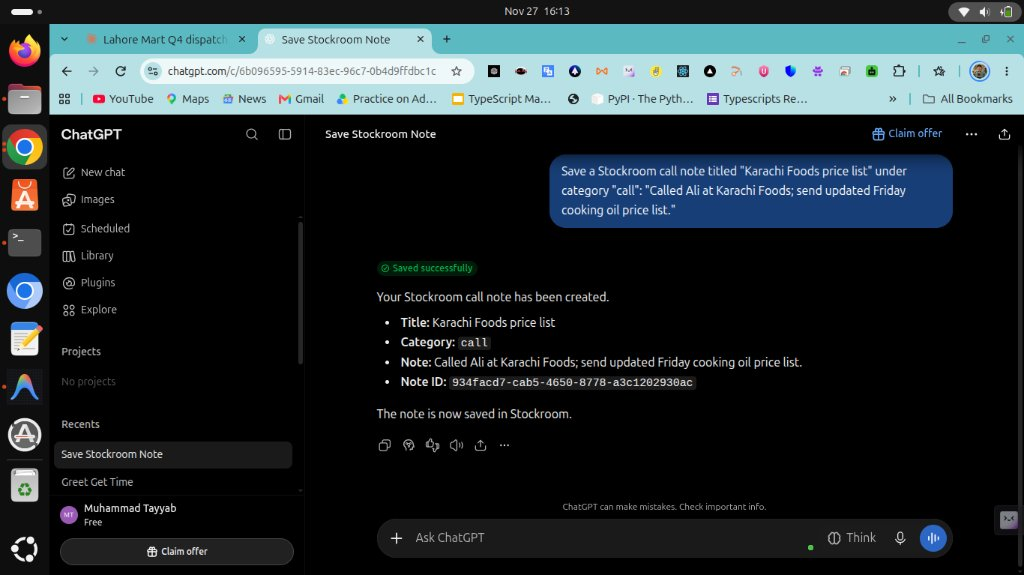 Nov 27 16:13
Lahore Mart Q4 dispatch
Save Stockroom Note
chatgpt.com/c/6b096595-5914-83ec-96c7-0b4d9ffdbc1c
YouTube
Maps
News
Gmail
Practice on Ad...
TypeScript Ma...
PyPI · The Pyth...
Typescripts Re...
»
All Bookmarks
ChatGPT
Save Stockroom Note
Claim offer
New chat
Images
Scheduled
Library
Plugins
Explore
Projects
No projects
Recents
Save Stockroom Note
Greet Get Time
MT
Muhammad Tayyab
Free
Claim offer
Save a Stockroom call note titled "Karachi Foods price list" under
category "call": "Called Ali at Karachi Foods; send updated Friday
cooking oil price list."
Saved successfully
Your Stockroom call note has been created.
• Title: Karachi Foods price list
• Category: call
• Note: Called Ali at Karachi Foods; send updated Friday cooking oil price list.
• Note ID: 934facd7-cab5-4650-8778-a3c1202930ac
The note is now saved in Stockroom.
ChatGPT can make mistakes. Check important info.
Ask ChatGPT
Think